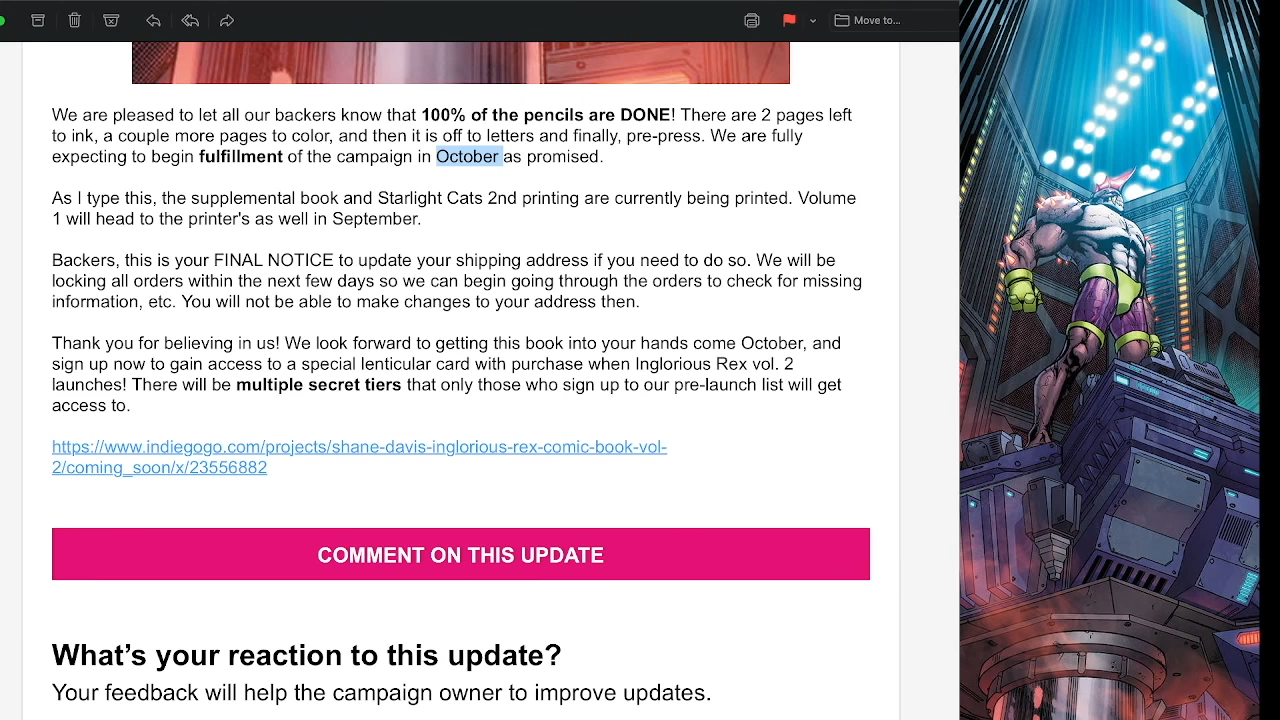 Move to...
We are pleased to let all our backers know that 100% of the pencils are DONE! There are 2 pages left
to ink, a couple more pages to color, and then it is off to letters and finally, pre-press. We are fully
expecting to begin fulfillment of the campaign in October as promised.
As I type this, the supplemental book and Starlight Cats 2nd printing are currently being printed. Volume
1 will head to the printer's as well in September.
Backers, this is your FINAL NOTICE to update your shipping address if you need to do so. We will be
locking all orders within the next few days so we can begin going through the orders to check for missing
information, etc. You will not be able to make changes to your address then.
Thank you for believing in us! We look forward to getting this book into your hands come October, and
sign up now to gain access to a special lenticular card with purchase when Inglorious Rex vol. 2
launches! There will be multiple secret tiers that only those who sign up to our pre-launch list will get
access to.
https://www.indiegogo.com/projects/shane-davis-inglorious-rex-comic-book-vol-
2/coming_soon/x/23556882
COMMENT ON THIS UPDATE
What’s your reaction to this update?
Your feedback will help the campaign owner to improve updates.